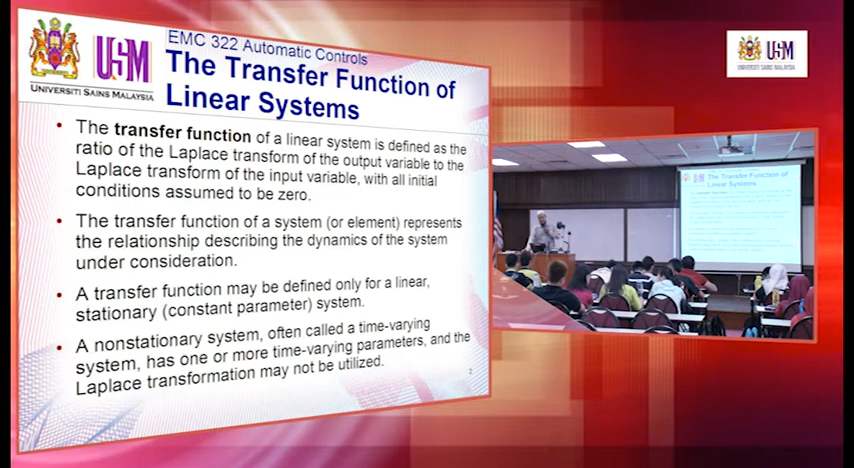 USM
UNIVERSITI SAINS MALAYSIA
EMC 322 Automatic Controls
The Transfer Function of
Linear Systems
• The transfer function of a linear system is defined as the
ratio of the Laplace transform of the output variable to the
Laplace transform of the input variable, with all initial
conditions assumed to be zero.
• The transfer function of a system (or element) represents
the relationship describing the dynamics of the system
under consideration.
• A transfer function may be defined only for a linear,
stationary (constant parameter) system.
• A nonstationary system, often called a time-varying
system, has one or more time-varying parameters, and the
Laplace transformation may not be utilized.
2
USM
UNIVERSITI SAINS MALAYSIA
The Transfer Function of
Linear Systems